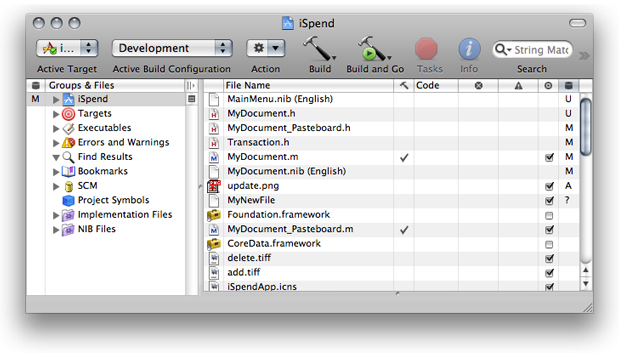 iSpend
i... Development String Matc
Active Target Active Build Configuration Action Build Build and Go Tasks Info Search
Groups & Files File Name Code
M iSpend MainMenu.nib (English) U
Targets MyDocument.h U
Executables MyDocument_Pasteboard.h M
Errors and Warnings Transaction.h M
Find Results MyDocument.m M
Bookmarks MyDocument.nib (English) M
SCM update.png A
Project Symbols MyNewFile ?
Implementation Files Foundation.framework
NIB Files MyDocument_Pasteboard.m
CoreData.framework
delete.tiff
add.tiff
iSpendApp.icns